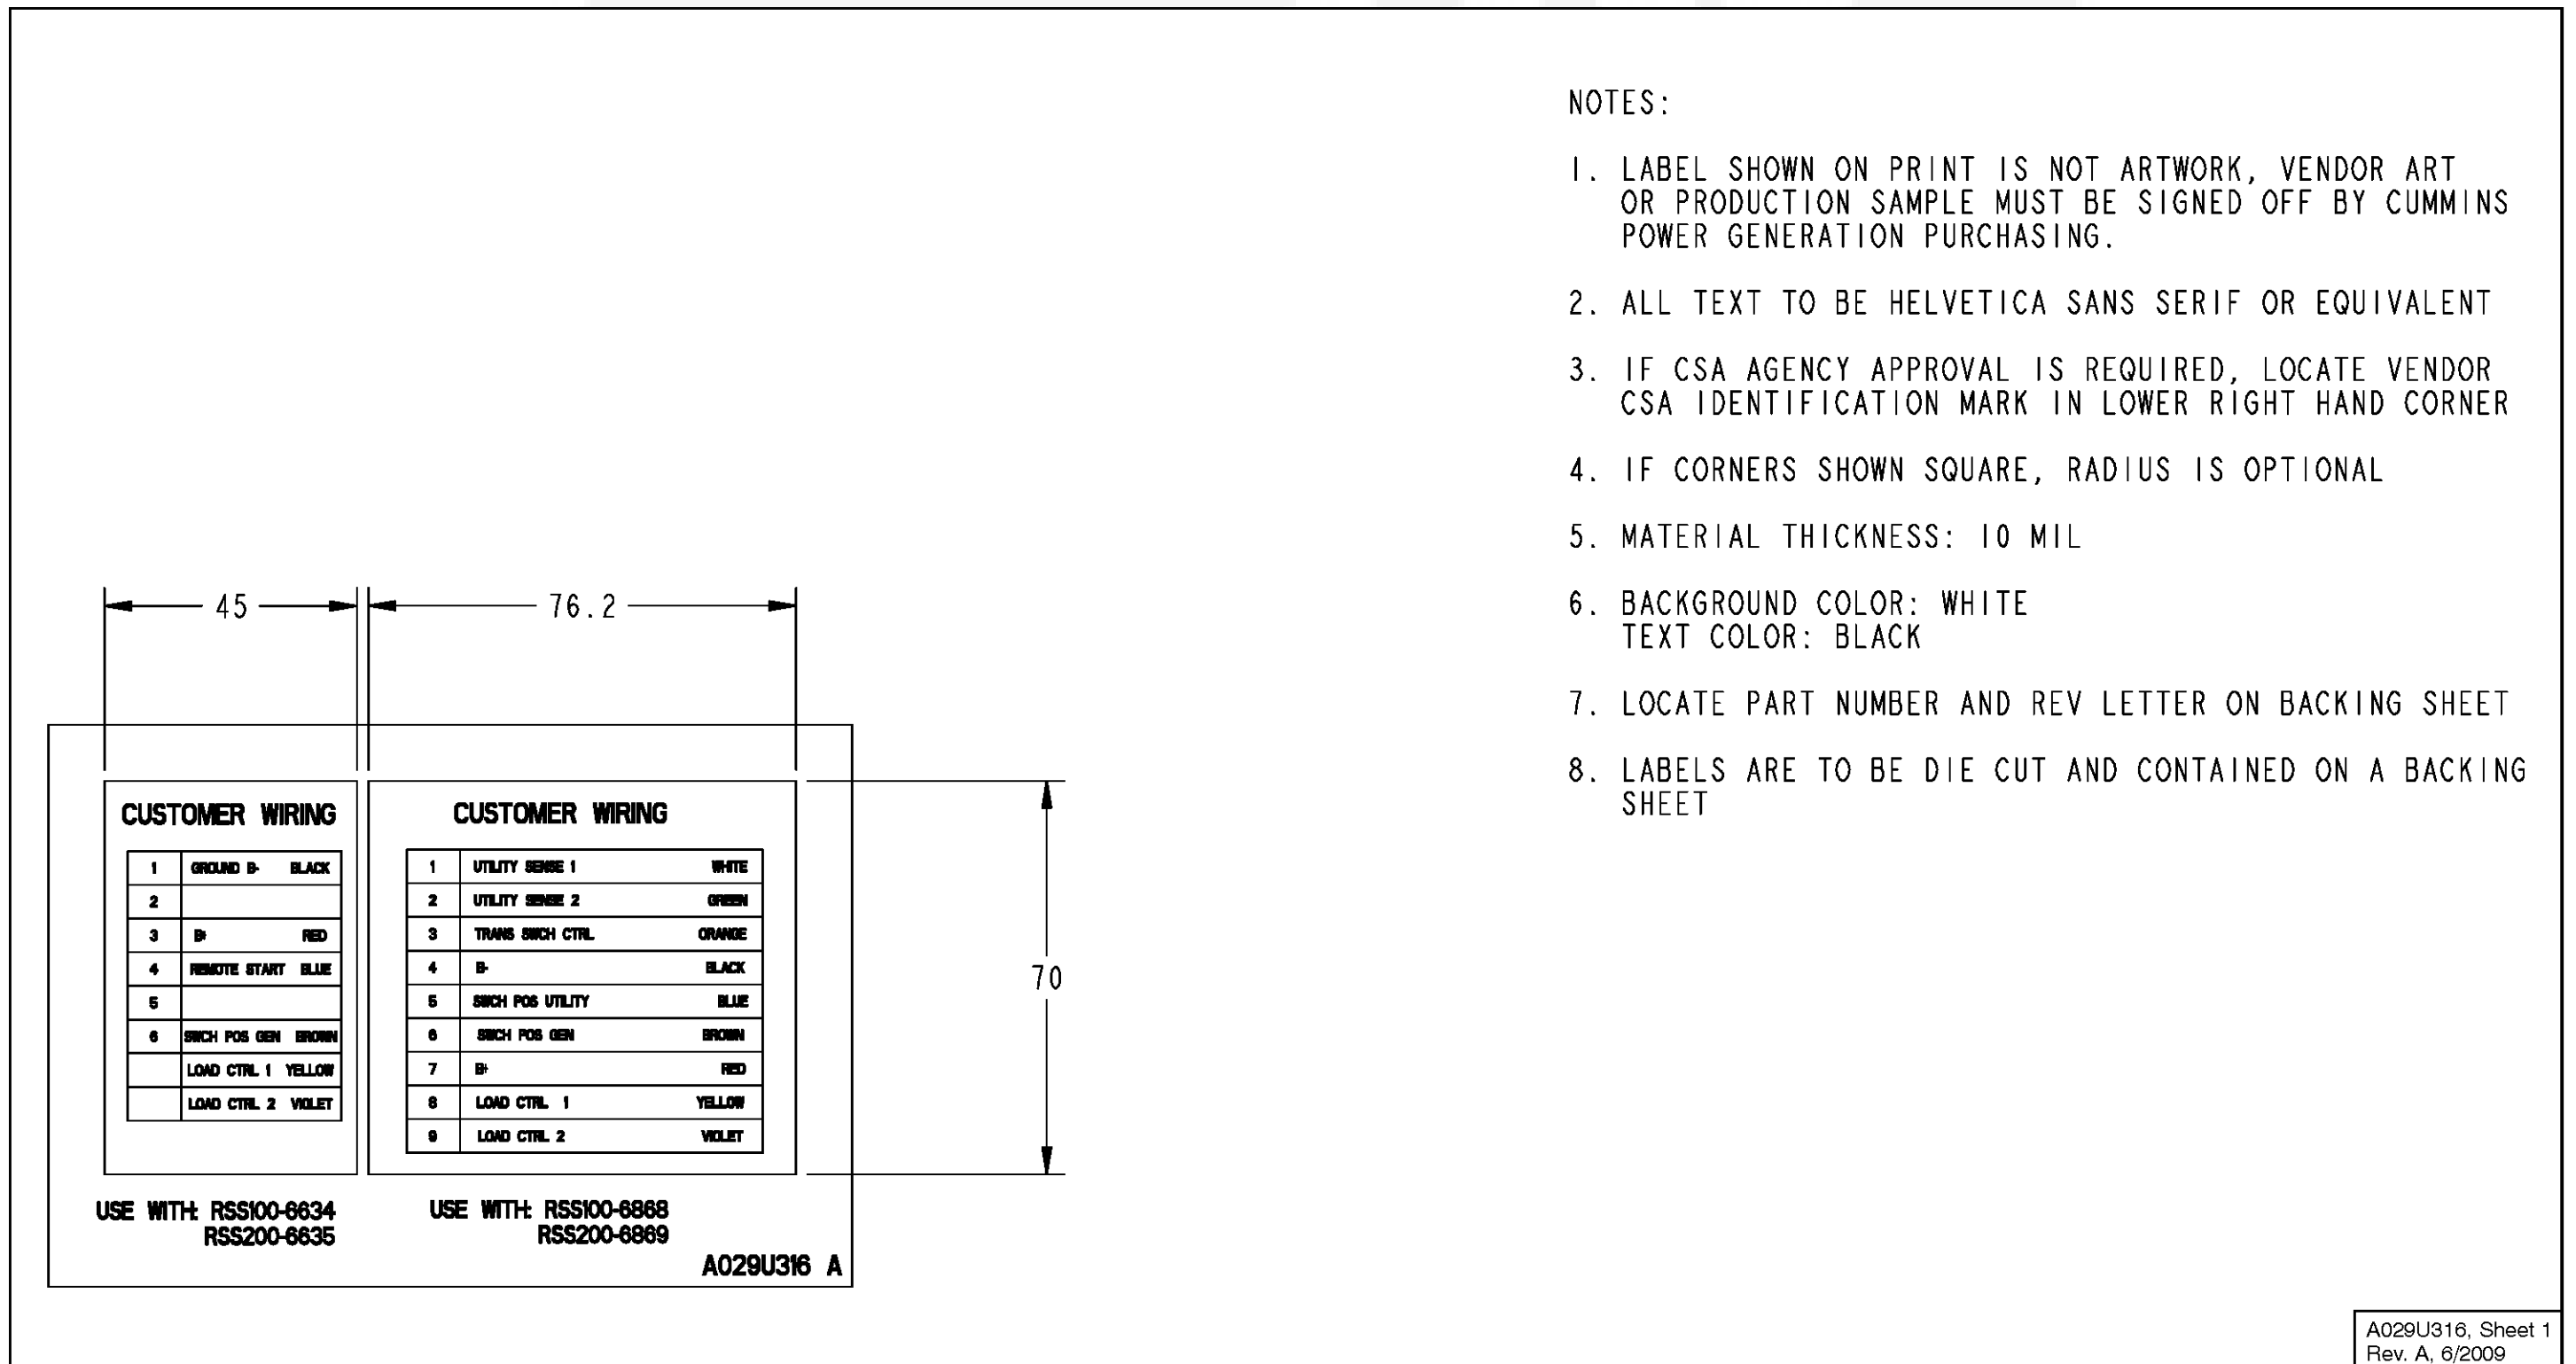 NOTES:
1. LABEL SHOWN ON PRINT IS NOT ARTWORK, VENDOR ART
OR PRODUCTION SAMPLE MUST BE SIGNED OFF BY CUMMINS
POWER GENERATION PURCHASING.
2. ALL TEXT TO BE HELVETICA SANS SERIF OR EQUIVALENT
3. IF CSA AGENCY APPROVAL IS REQUIRED, LOCATE VENDOR
CSA IDENTIFICATION MARK IN LOWER RIGHT HAND CORNER
4. IF CORNERS SHOWN SQUARE, RADIUS IS OPTIONAL
5. MATERIAL THICKNESS: 10 MIL
6. BACKGROUND COLOR: WHITE
TEXT COLOR: BLACK
7. LOCATE PART NUMBER AND REV LETTER ON BACKING SHEET
8. LABELS ARE TO BE DIE CUT AND CONTAINED ON A BACKING
SHEET
45
76.2
70
CUSTOMER WIRING
1 GROUND B- BLACK
2
3 B+ RED
4 REMOTE START BLUE
5
6 SWCH POS GEN BROWN
LOAD CTRL 1 YELLOW
LOAD CTRL 2 VIOLET
USE WITH: RSS100-6634
RSS200-6635
CUSTOMER WIRING
1 UTILITY SENSE 1 WHITE
2 UTILITY SENSE 2 GREEN
3 TRANS SWCH CTRL ORANGE
4 B- BLACK
5 SWCH POS UTILITY BLUE
6 SWCH POS GEN BROWN
7 B+ RED
8 LOAD CTRL 1 YELLOW
9 LOAD CTRL 2 VIOLET
USE WITH: RSS100-6868
RSS200-6869
A029U316 A
A029U316, Sheet 1
Rev. A, 6/2009